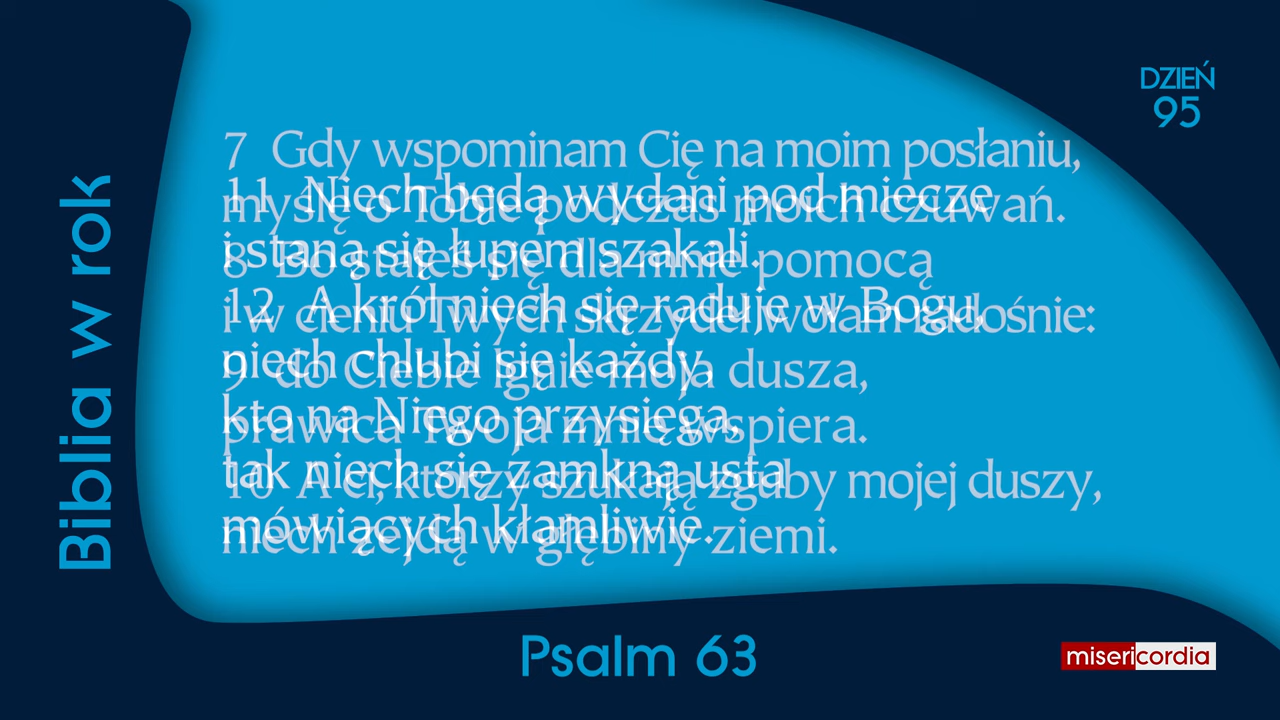 DZIEŃ
95
Biblia w rok
7 Gdy wspominam Cię na moim posłaniu,
myślę o Tobie podczas moich czuwań.
8 Bo stałeś się dla mnie pomocą
i w cieniu Twych skrzydeł wołam radośnie:
9 do Ciebie lgnie moja dusza,
prawica Twoja mnie wspiera.
10 A ci, którzy szukają zguby mojej duszy,
niech zejdą w głębiny ziemi.
11 Niech będą wydani pod miecze
i staną się łupem szakali.
12 A król niech się raduje w Bogu,
niech chlubi się każdy,
kto na Niego przysięga,
tak niech się zamkną usta
mówiących kłamliwie.
Psalm 63
misericordia